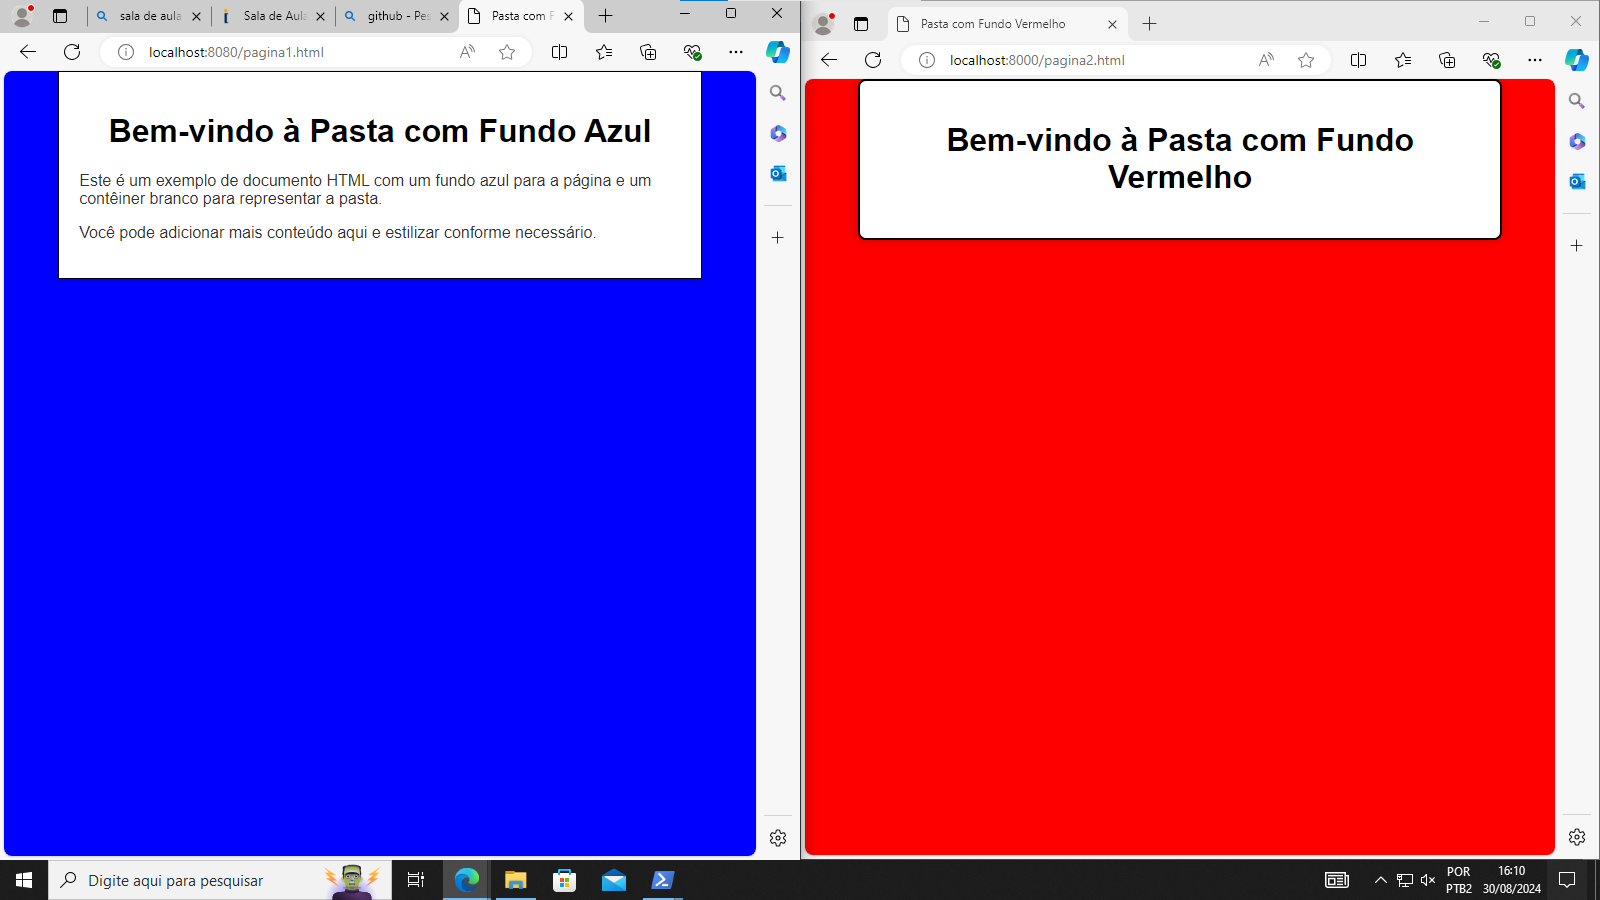 sala de aula
Sala de Aula
github - Pes
Pasta com F
localhost:8080/pagina1.html
Bem-vindo à Pasta com Fundo Azul
Este é um exemplo de documento HTML com um fundo azul para a página e um
contêiner branco para representar a pasta.
Você pode adicionar mais conteúdo aqui e estilizar conforme necessário.
Pasta com Fundo Vermelho
localhost:8000/pagina2.html
Bem-vindo à Pasta com Fundo
Vermelho
Digite aqui para pesquisar
POR
PTB2
16:10
30/08/2024